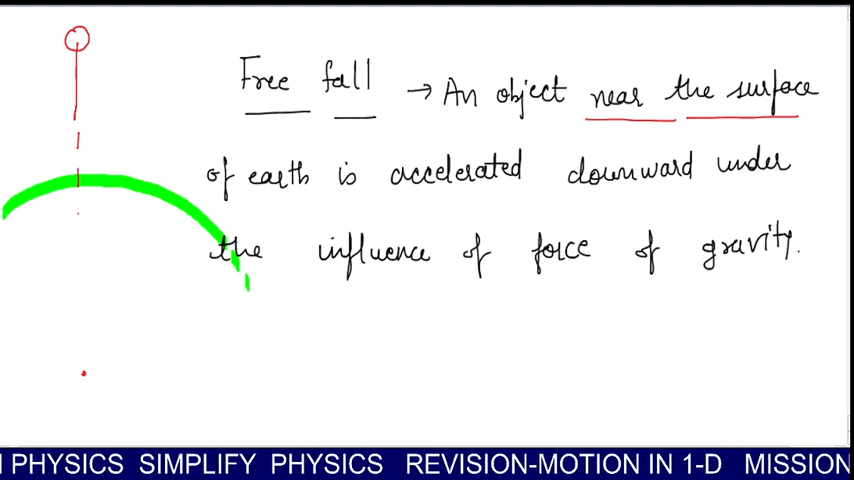 Free fall → An object near the surface
of earth is accelerated downward under
the influence of force of gravity.
PHYSICS SIMPLIFY PHYSICS REVISION-MOTION IN 1-D MISSION